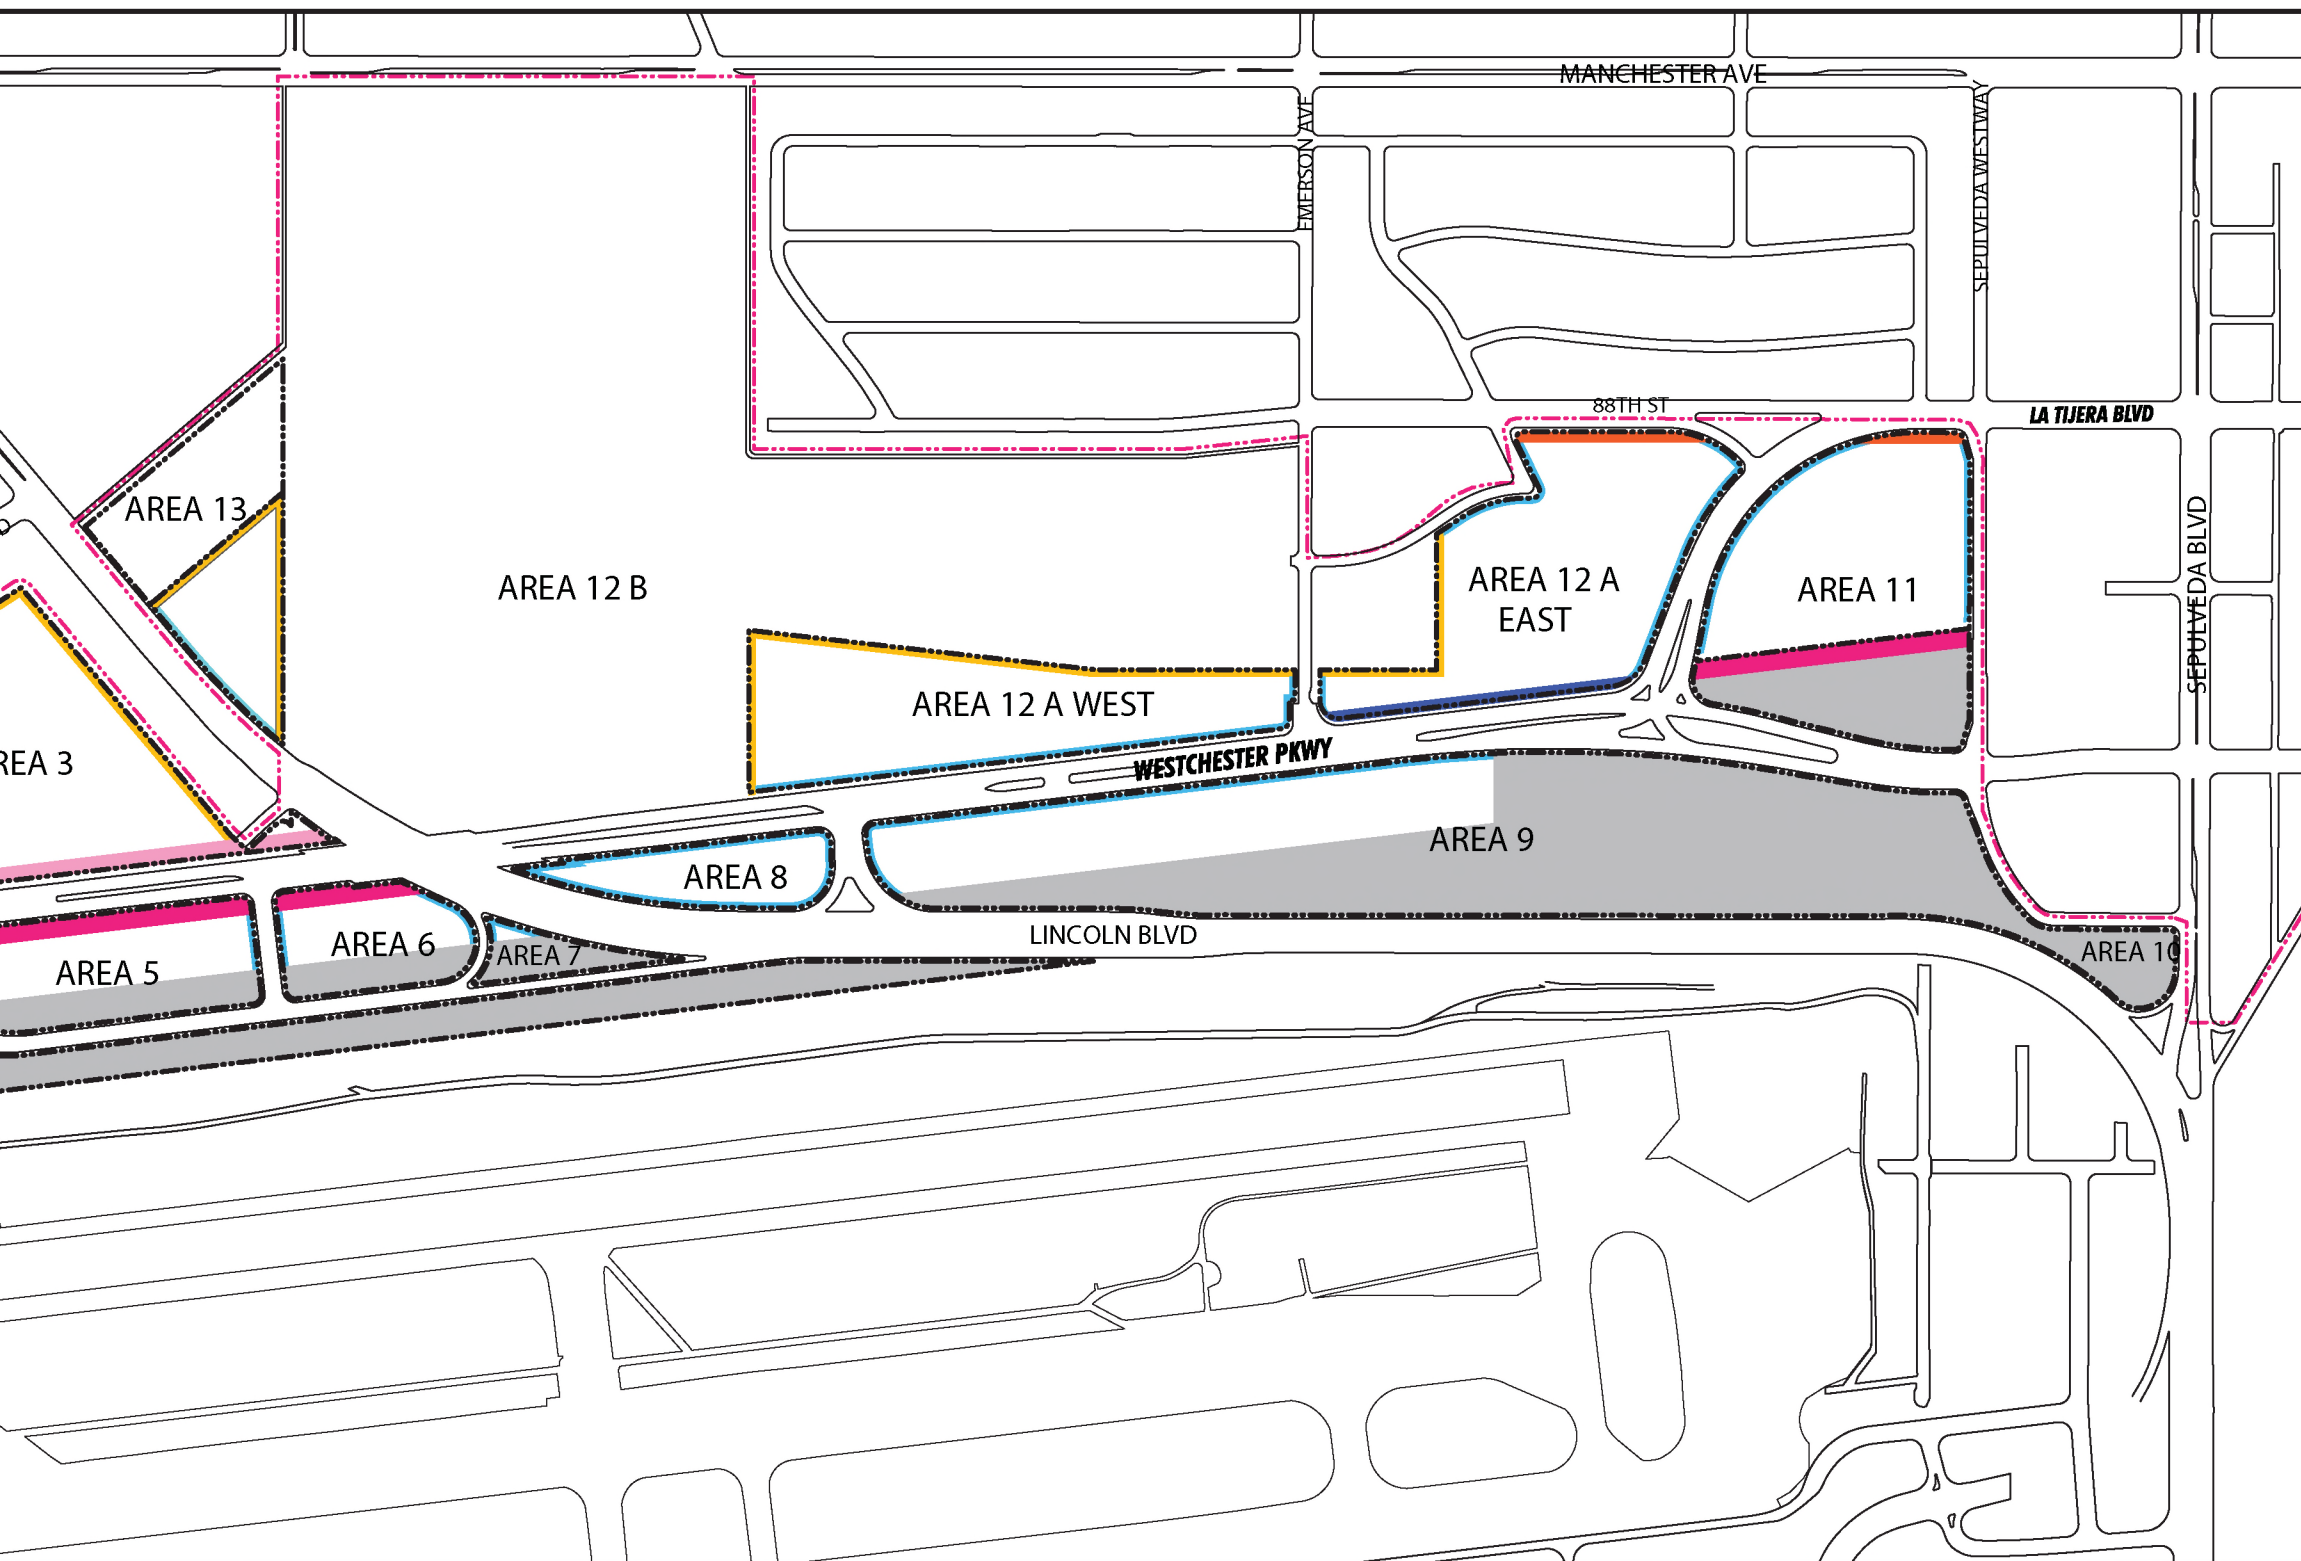 MANCHESTER AVE
EMERSON AVE
SEPULVEDA WESTWAY
88TH ST
LA TIJERA BLVD
AREA 13
AREA 12 B
AREA 12 A
EAST
AREA 11
SEPULVEDA BLVD
AREA 12 A WEST
WESTCHESTER PKWY
REA 3
AREA 9
AREA 8
LINCOLN BLVD
AREA 6
AREA 7
AREA 10
AREA 5